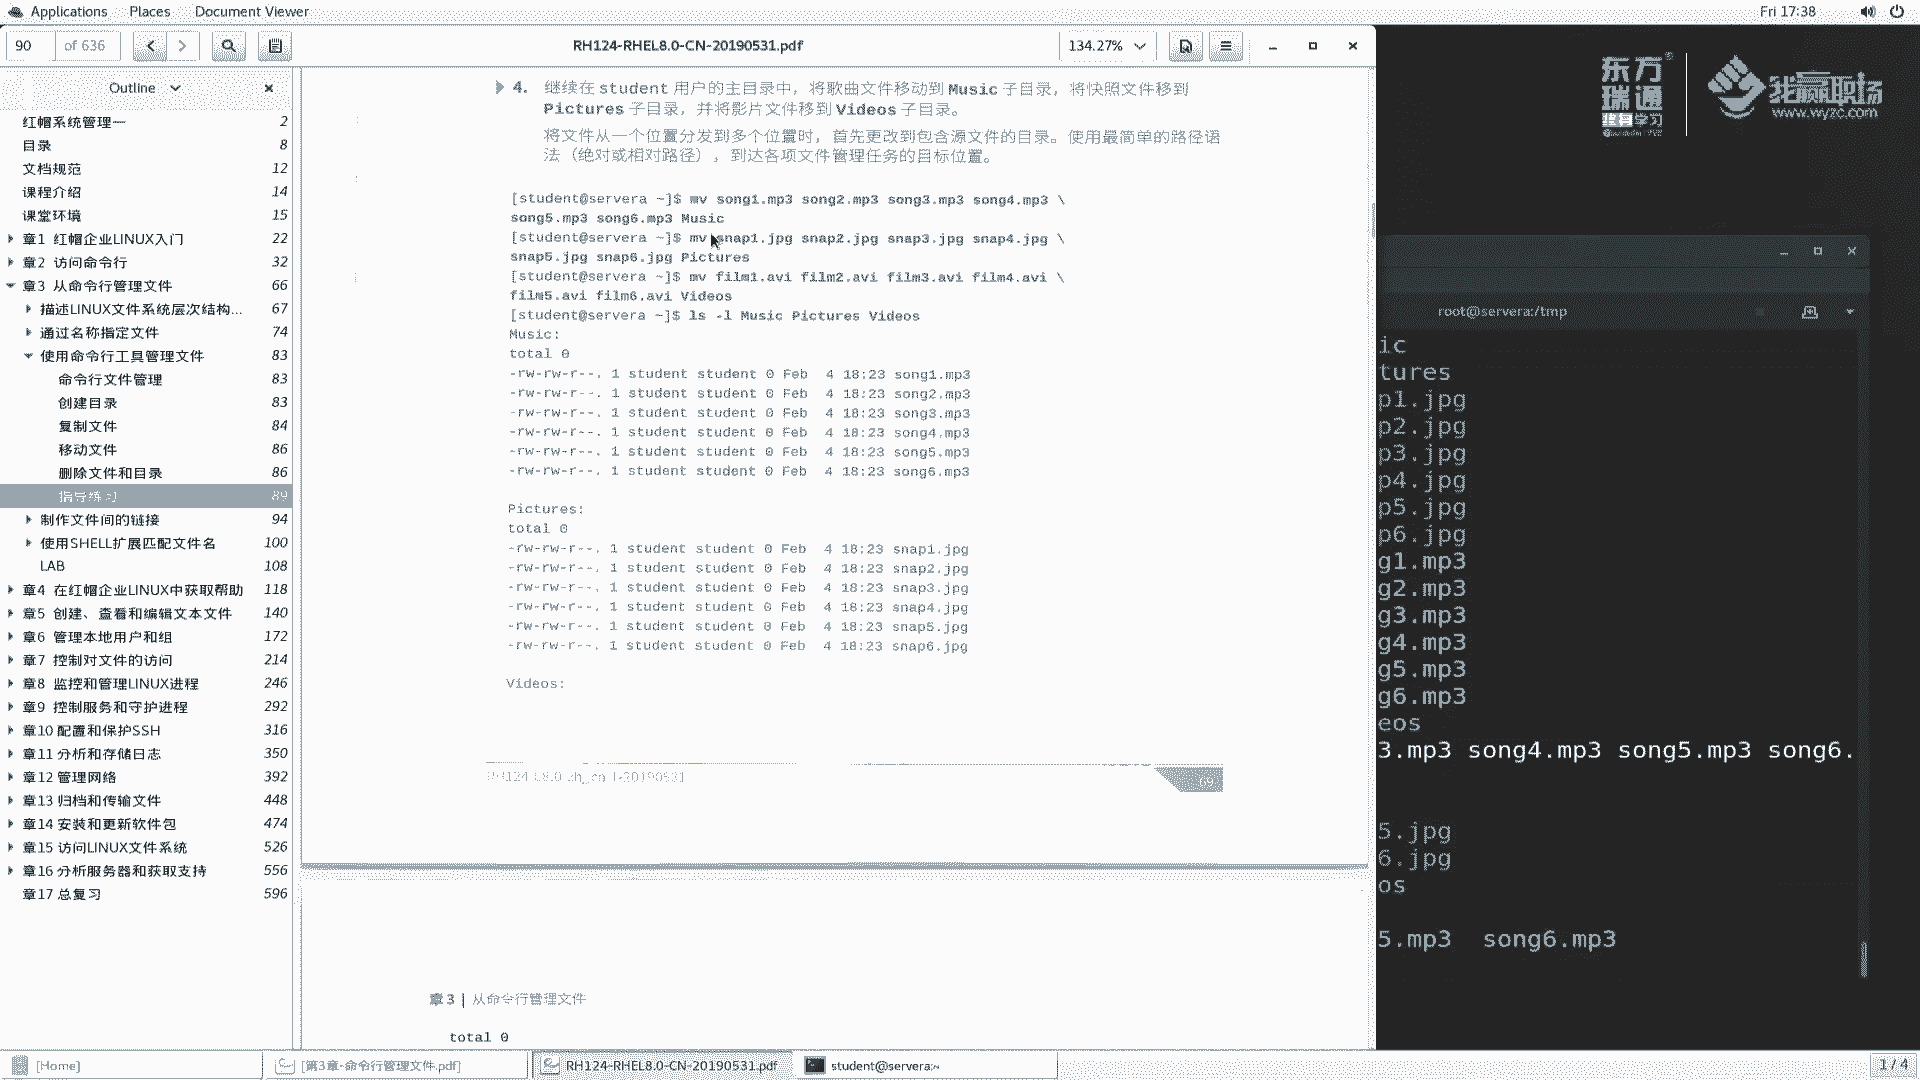 Applications Places Document Viewer
Fri 17:38
90 of 636
RH124-RHEL8.0-CN-20190531.pdf
134.27%
Outline
红帽系统管理一 2
目录 8
文档规范 12
课程介绍 14
课堂环境 15
章1 红帽企业LINUX入门 22
章2 访问命令行 32
章3 从命令行管理文件 66
描述LINUX文件系统层次结构... 67
通过名称指定文件 74
使用命令行工具管理文件 83
命令行文件管理 83
创建目录 83
复制文件 84
移动文件 86
删除文件和目录 86
指导练习 89
制作文件间的链接 94
使用SHELL扩展匹配文件名 100
LAB 108
章4 在红帽企业LINUX中获取帮助 118
章5 创建、查看和编辑文本文件 140
章6 管理本地用户和组 172
章7 控制对文件的访问 214
章8 监控和管理LINUX进程 246
章9 控制服务和守护进程 292
章10 配置和保护SSH 316
章11 分析和存储日志 350
章12 管理网络 392
章13 归档和传输文件 448
章14 安装和更新软件包 474
章15 访问LINUX文件系统 526
章16 分析服务器和获取支持 556
章17 总复习 596
4. 继续在 student 用户的主目录中，将歌曲文件移动到 Music 子目录，将快照文件移到
Pictures 子目录，并将影片文件移到 Videos 子目录。
将文件从一个位置分发到多个位置时，首先更改到包含源文件的目录。使用最简单的路径语
法（绝对或相对路径），到达各项文件管理任务的目标位置。
[student@servera ~]$ mv song1.mp3 song2.mp3 song3.mp3 song4.mp3 \
song5.mp3 song6.mp3 Music
[student@servera ~]$ mv snap1.jpg snap2.jpg snap3.jpg snap4.jpg \
snap5.jpg snap6.jpg Pictures
[student@servera ~]$ mv film1.avi film2.avi film3.avi film4.avi \
film5.avi film6.avi Videos
[student@servera ~]$ ls -l Music Pictures Videos
Music:
total 0
-rw-rw-r--. 1 student student 0 Feb  4 18:23 song1.mp3
-rw-rw-r--. 1 student student 0 Feb  4 18:23 song2.mp3
-rw-rw-r--. 1 student student 0 Feb  4 18:23 song3.mp3
-rw-rw-r--. 1 student student 0 Feb  4 18:23 song4.mp3
-rw-rw-r--. 1 student student 0 Feb  4 18:23 song5.mp3
-rw-rw-r--. 1 student student 0 Feb  4 18:23 song6.mp3
Pictures:
total 0
-rw-rw-r--. 1 student student 0 Feb  4 18:23 snap1.jpg
-rw-rw-r--. 1 student student 0 Feb  4 18:23 snap2.jpg
-rw-rw-r--. 1 student student 0 Feb  4 18:23 snap3.jpg
-rw-rw-r--. 1 student student 0 Feb  4 18:23 snap4.jpg
-rw-rw-r--. 1 student student 0 Feb  4 18:23 snap5.jpg
-rw-rw-r--. 1 student student 0 Feb  4 18:23 snap6.jpg
Videos:
章 3 | 从命令行管理文件
total 0
东方
瑞通
我赢职场
www.wyzc.com
root@servera:/tmp
ic
tures
p1.jpg
p2.jpg
p3.jpg
p4.jpg
p5.jpg
p6.jpg
g1.mp3
g2.mp3
g3.mp3
g4.mp3
g5.mp3
g6.mp3
eos
3.mp3 song4.mp3 song5.mp3 song6.
5.jpg
6.jpg
os
5.mp3 song6.mp3
[Home]
[第3章-命令行管理文件.pdf]
RH124-RHEL8.0-CN-20190531.pdf
student@servera:~
1 / 4